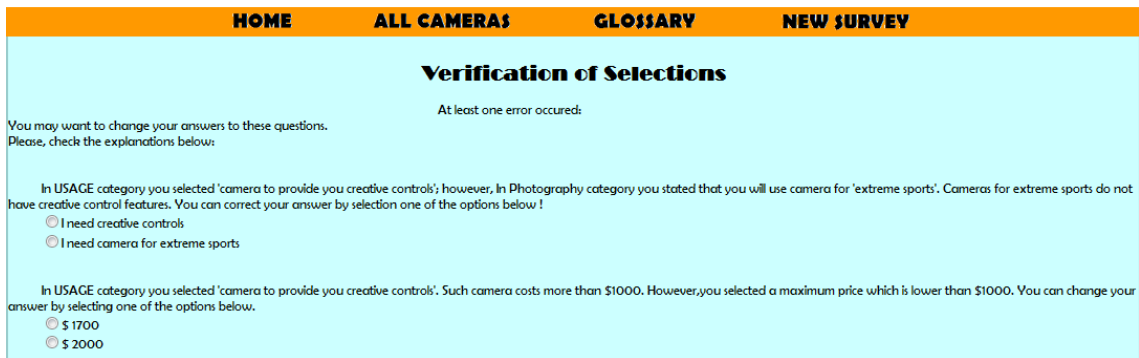 HOME ALL CAMERAS GLOSSARY NEW SURVEY
Verification of Selections
At least one error occured:
You may want to change your answers to these questions.
Please, check the explanations below:
In USAGE category you selected 'camera to provide you creative controls'; however, In Photography category you stated that you will use camera for 'extreme sports'. Cameras for extreme sports do not
have creative control features. You can correct your answer by selection one of the options below !
I need creative controls
I need camera for extreme sports
In USAGE category you selected 'camera to provide you creative controls'. Such camera costs more than $1000. However,you selected a maximum price which is lower than $1000. You can change your
answer by selecting one of the options below.
$ 1700
$ 2000